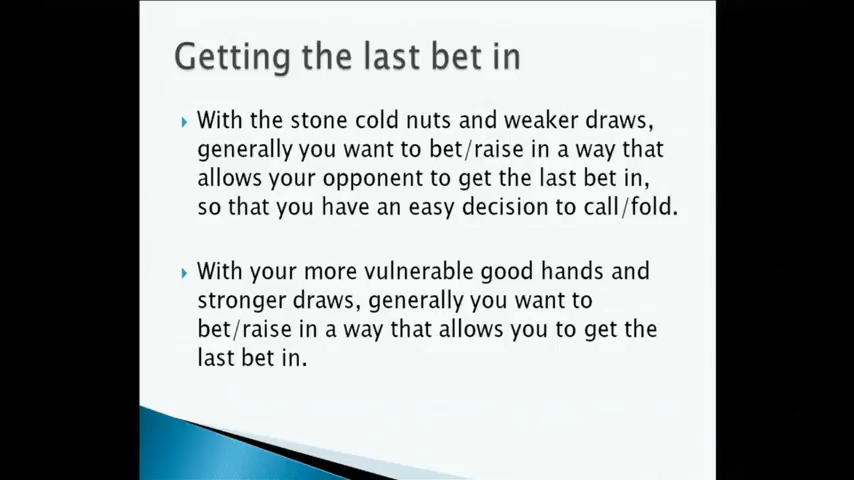 Getting the last bet in
With the stone cold nuts and weaker draws,
generally you want to bet/raise in a way that
allows your opponent to get the last bet in,
so that you have an easy decision to call/fold.
With your more vulnerable good hands and
stronger draws, generally you want to
bet/raise in a way that allows you to get the
last bet in.